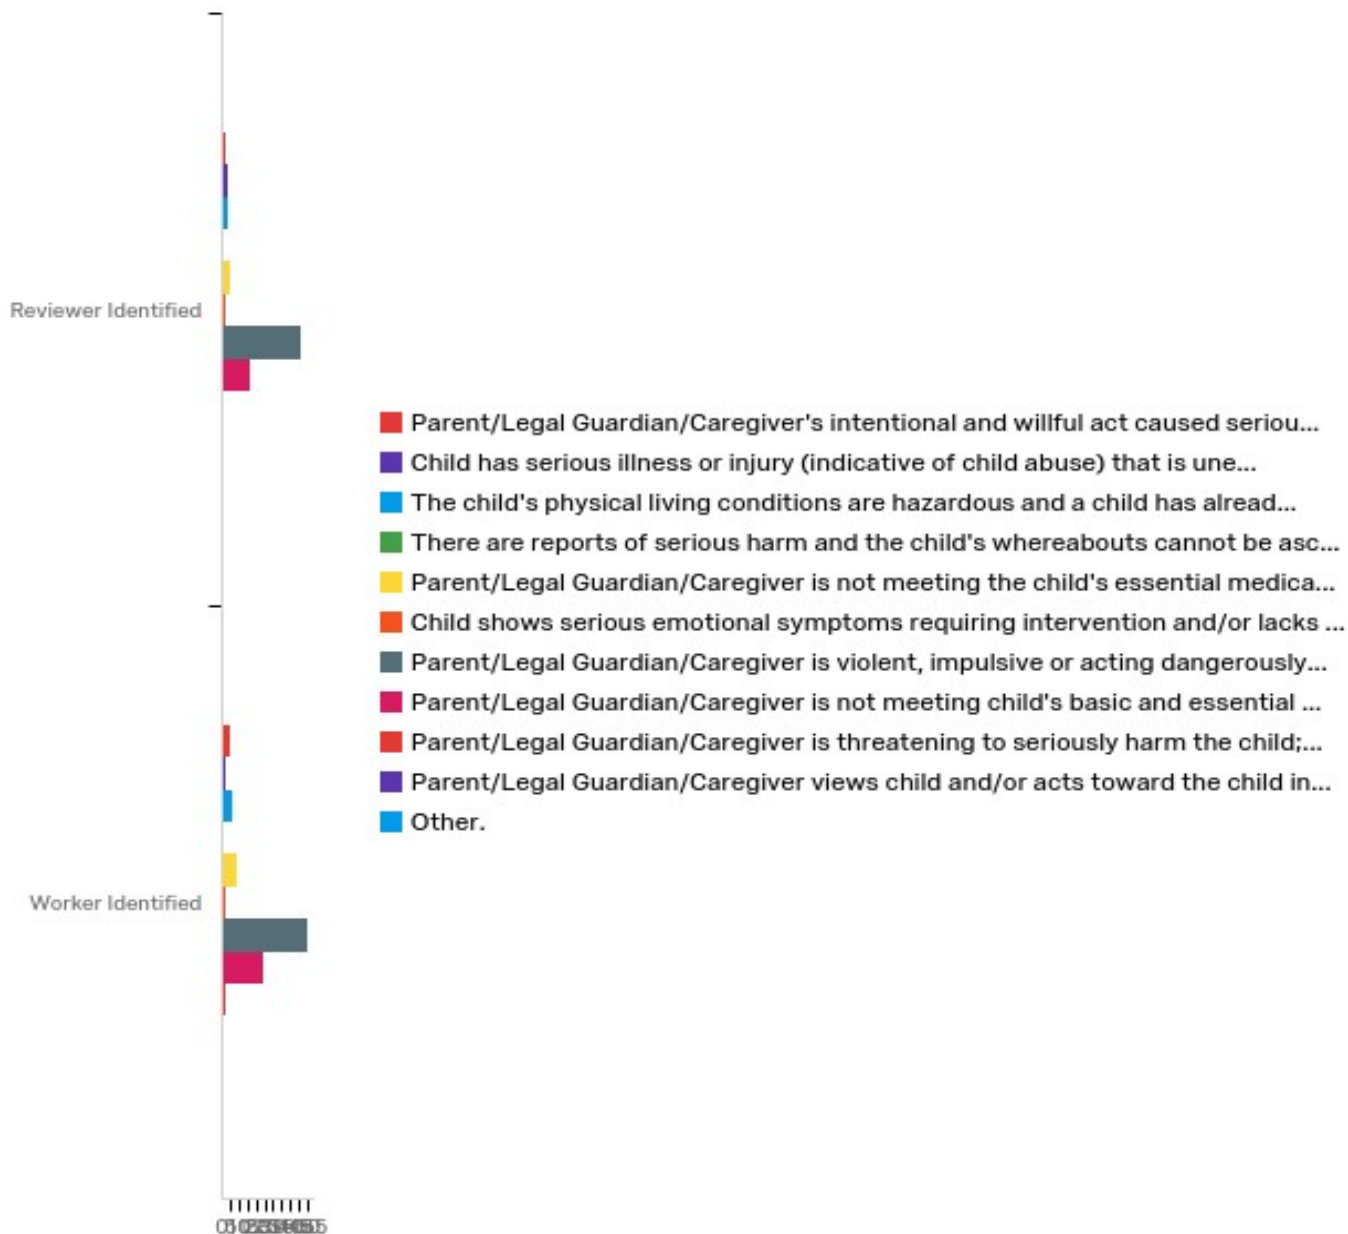 Reviewer Identified
Parent/Legal Guardian/Caregiver's intentional and willful act caused seriou...
Child has serious illness or injury (indicative of child abuse) that is une...
The child's physical living conditions are hazardous and a child has alread...
There are reports of serious harm and the child's whereabouts cannot be asc...
Parent/Legal Guardian/Caregiver is not meeting the child's essential medica...
Child shows serious emotional symptoms requiring intervention and/or lacks ...
Parent/Legal Guardian/Caregiver is violent, impulsive or acting dangerously...
Parent/Legal Guardian/Caregiver is not meeting child's basic and essential ...
Parent/Legal Guardian/Caregiver is threatening to seriously harm the child;...
Parent/Legal Guardian/Caregiver views child and/or acts toward the child in...
Other.
Worker Identified